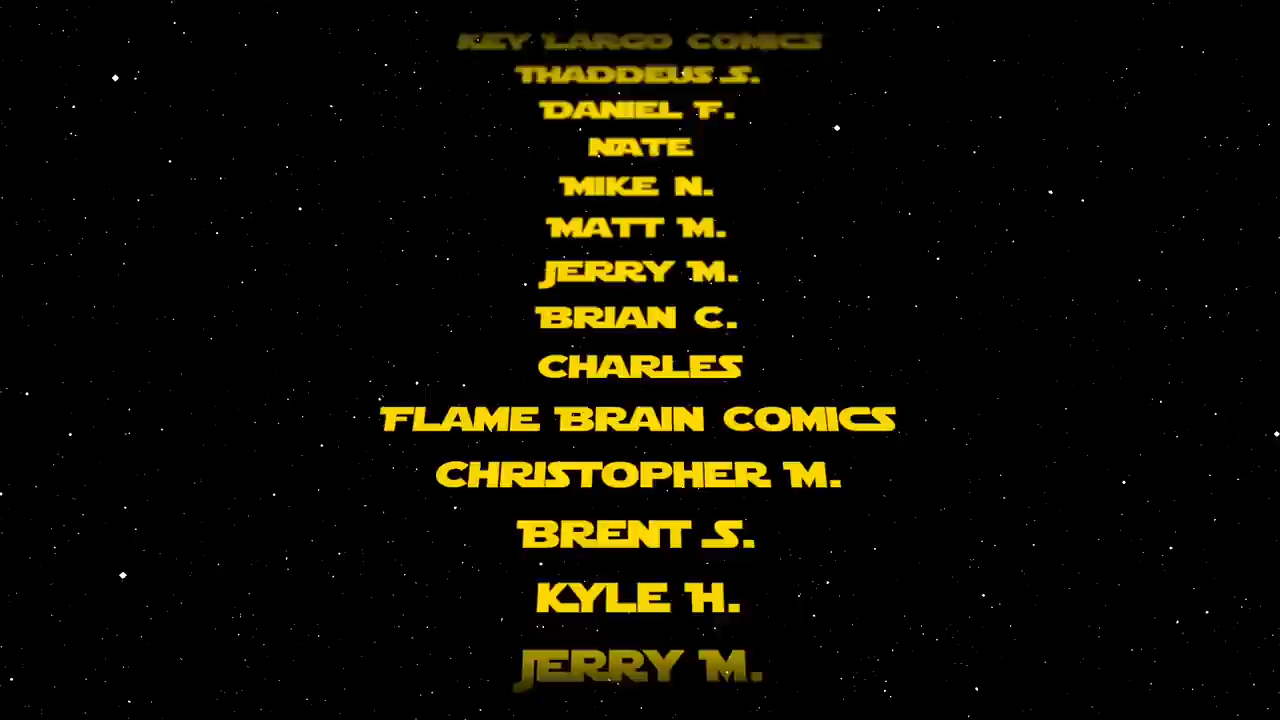 KEY LARGO COMICS
THADDEUS S.
DANIEL F.
NATE
MIKE N.
MATT M.
JERRY M.
BRIAN C.
CHARLES
FLAME BRAIN COMICS
CHRISTOPHER M.
BRENT S.
KYLE H.
JERRY M.